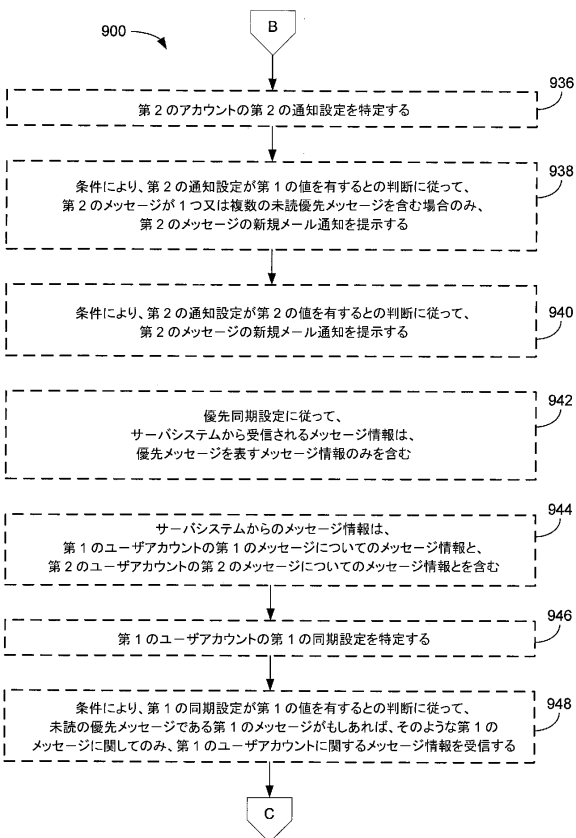 900
B
936
第２のアカウントの第２の通知設定を特定する
938
条件により、第２の通知設定が第１の値を有するとの判断に従って、
第２のメッセージが１つ又は複数の未読優先メッセージを含む場合のみ、
第２のメッセージの新規メール通知を提示する
940
条件により、第２の通知設定が第２の値を有するとの判断に従って、
第２のメッセージの新規メール通知を提示する
942
優先同期設定に従って、
サーバシステムから受信されるメッセージ情報は、
優先メッセージを表すメッセージ情報のみを含む
944
サーバシステムからのメッセージ情報は、
第１のユーザアカウントの第１のメッセージについてのメッセージ情報と、
第２のユーザアカウントの第２のメッセージについてのメッセージ情報とを含む
946
第１のユーザアカウントの第１の同期設定を特定する
948
条件により、第１の同期設定が第１の値を有するとの判断に従って、
未読の優先メッセージである第１のメッセージがもしあれば、そのような第１の
メッセージに関してのみ、第１のユーザアカウントに関するメッセージ情報を受信する
C